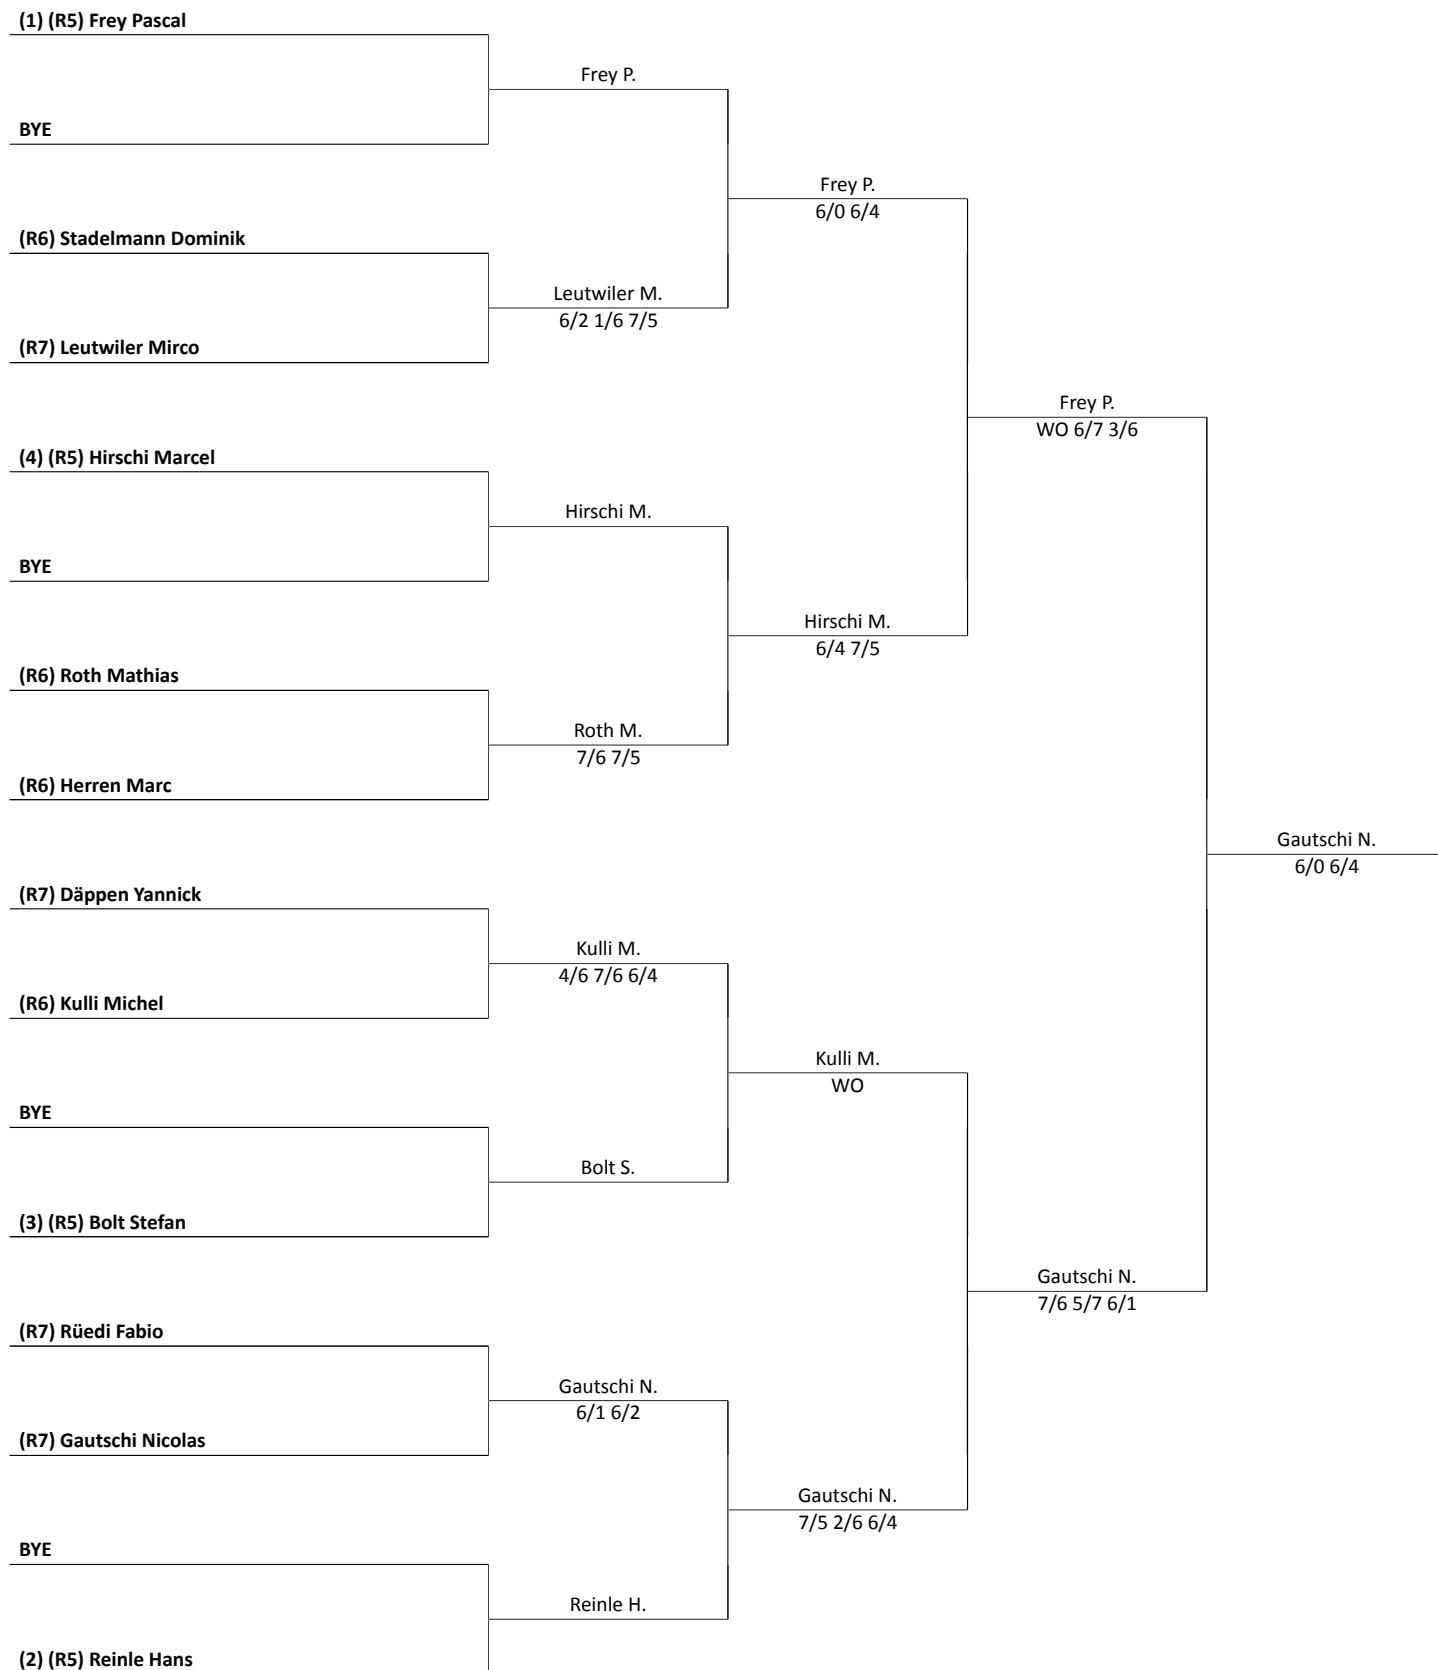 (1) (R5) Frey Pascal
Frey P.
BYE
Frey P.
6/0 6/4
(R6) Stadelmann Dominik
Leutwiler M.
6/2 1/6 7/5
(R7) Leutwiler Mirco
Frey P.
WO 6/7 3/6
(4) (R5) Hirschi Marcel
Hirschi M.
BYE
Hirschi M.
6/4 7/5
(R6) Roth Mathias
Roth M.
7/6 7/5
(R6) Herren Marc
Gautschi N.
6/0 6/4
(R7) Däppen Yannick
Kulli M.
4/6 7/6 6/4
(R6) Kulli Michel
Kulli M.
WO
BYE
Bolt S.
(3) (R5) Bolt Stefan
Gautschi N.
7/6 5/7 6/1
(R7) Rüedi Fabio
Gautschi N.
6/1 6/2
(R7) Gautschi Nicolas
Gautschi N.
7/5 2/6 6/4
BYE
Reinle H.
(2) (R5) Reinle Hans